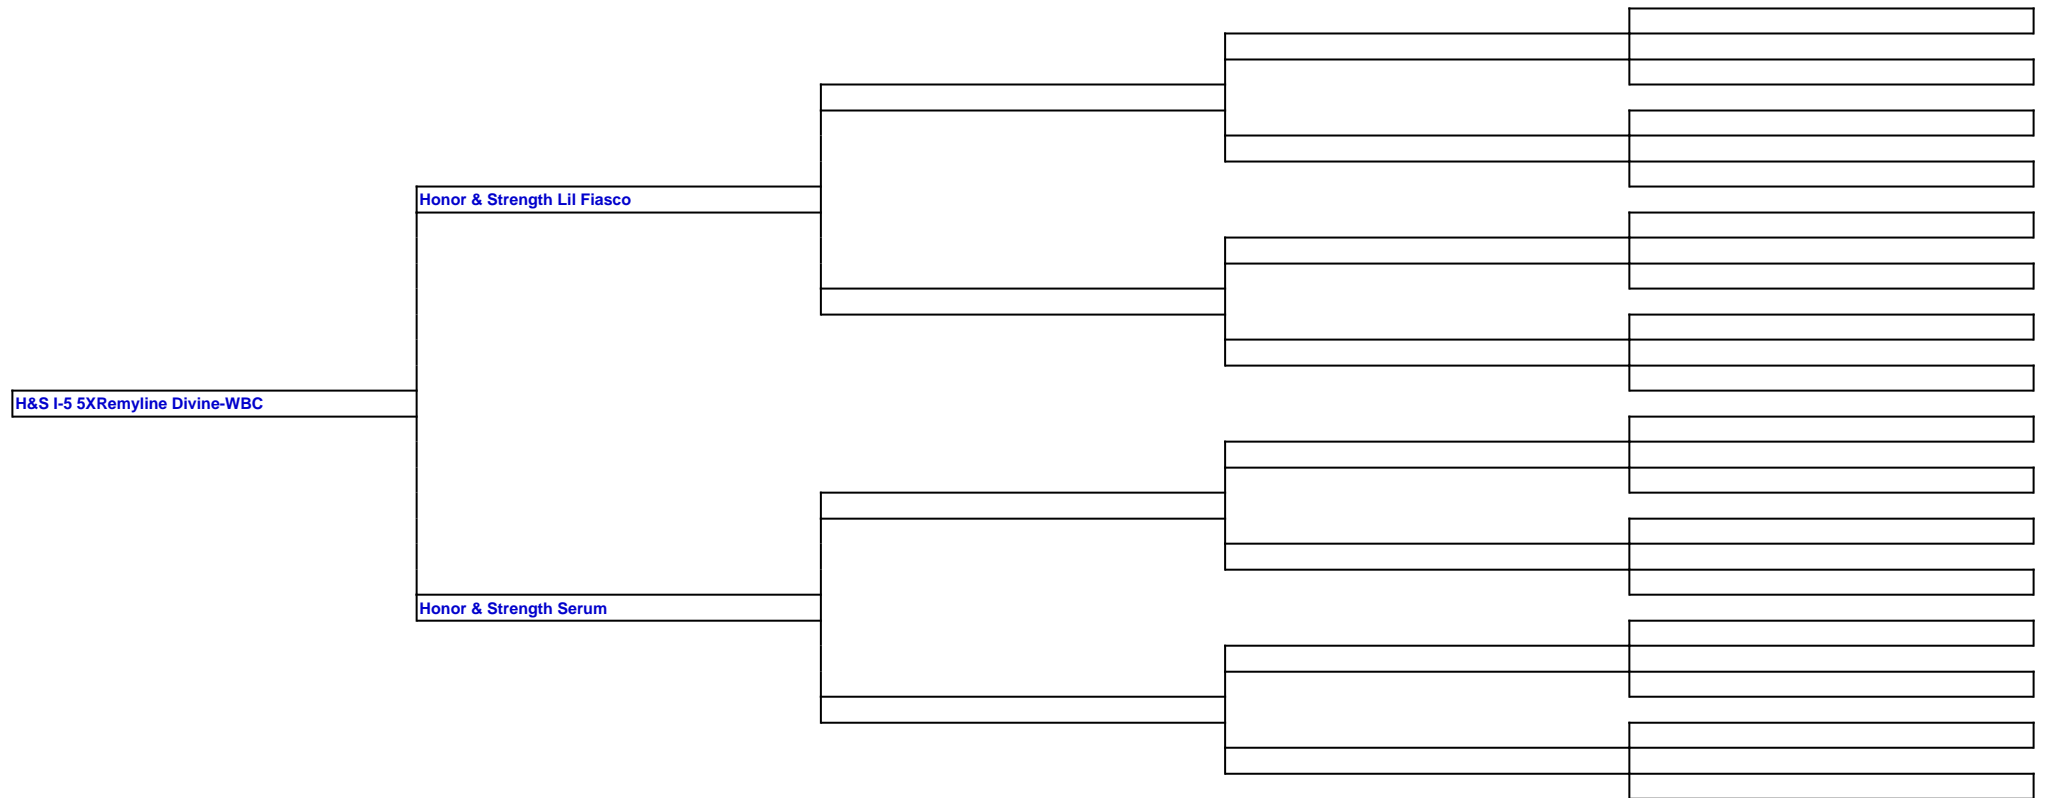 Honor & Strength Lil Fiasco
H&S I-5 5XRemyline Divine-WBC
Honor & Strength Serum